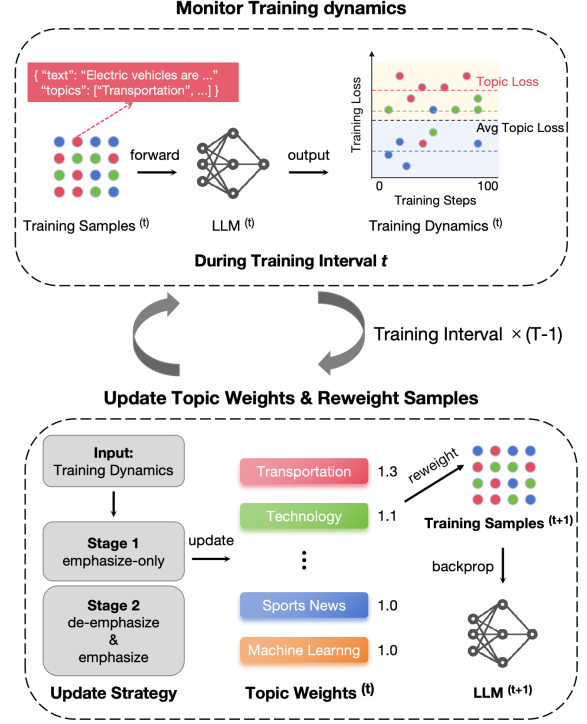 Monitor Training dynamics
{ “text”: “Electric vehicles are ...”
“topics”: [“Transportation”, ...] }
forward
output
Training Samples (t)
LLM (t)
Training Loss
Topic Loss
Avg Topic Loss
0
100
Training Steps
Training Dynamics (t)
During Training Interval t
Training Interval × (T-1)
Update Topic Weights & Reweight Samples
Input:
Training Dynamics
Stage 1
emphasize-only
Stage 2
de-emphasize
&
emphasize
Update Strategy
update
Transportation 1.3
Technology 1.1
⋮
Sports News 1.0
Machine Learnng 1.0
Topic Weights (t)
reweight
Training Samples (t+1)
backprop
LLM (t+1)